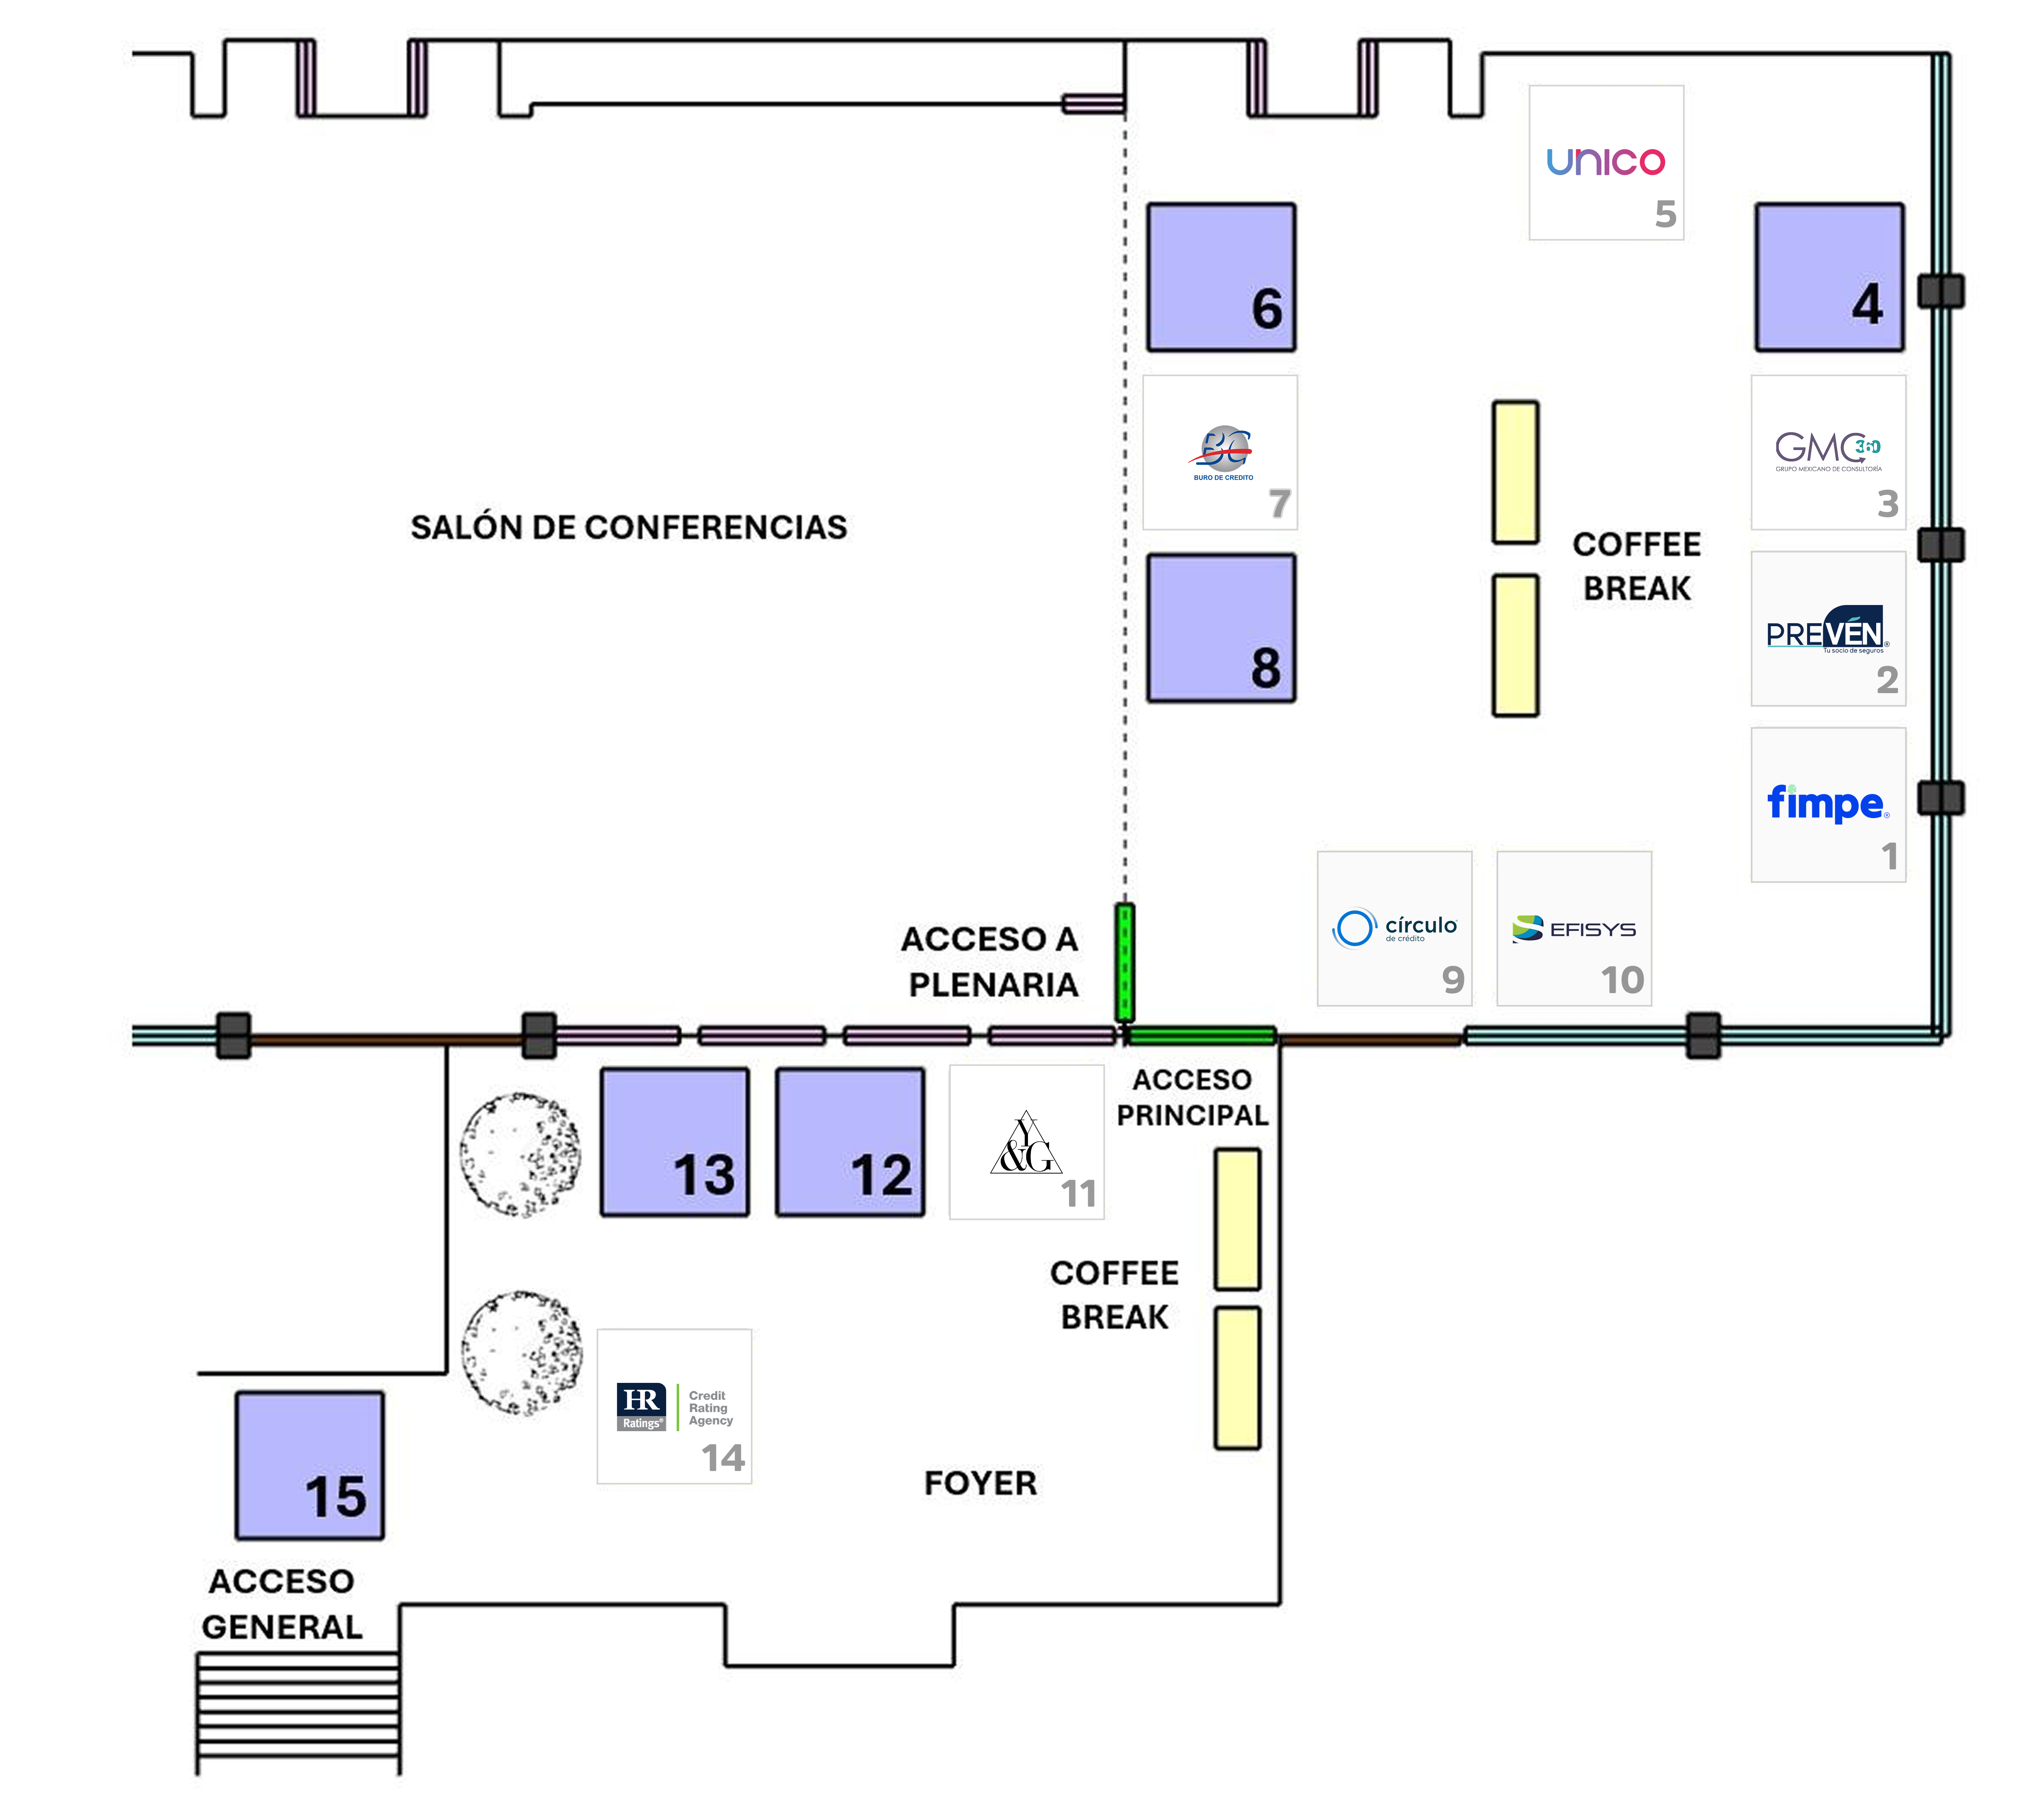 unico
5
6
4
BC
BURO DE CREDITO
7
GMC360
GRUPO MEXICANO DE CONSULTORÍA
3
SALÓN DE CONFERENCIAS
COFFEE
BREAK
8
PREVÉN®
Tu socio de seguros
2
fimpe®
1
ACCESO A
PLENARIA
círculo
de crédito
9
EFISYS
10
ACCESO
PRINCIPAL
13
12
Y
&G
11
COFFEE
BREAK
HR
Ratings®
Credit
Rating
Agency
14
FOYER
15
ACCESO
GENERAL